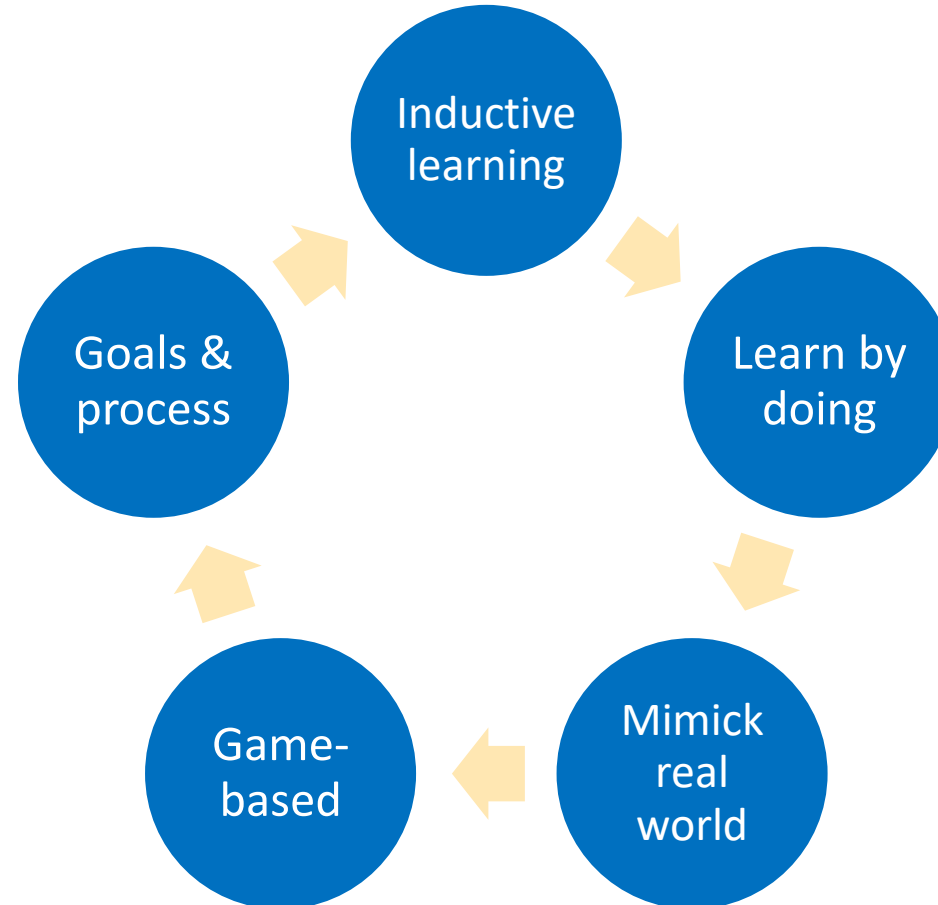 Inductive
learning
Learn by
doing
Mimick
real
world
Game-
based
Goals &
process